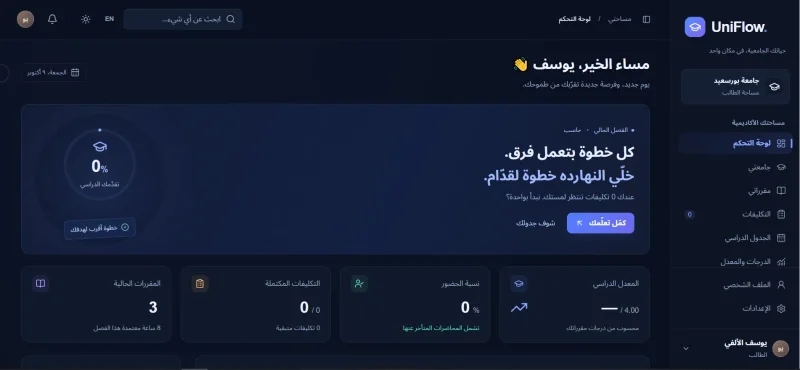 UniFlow.
حياتك الجامعية، في مكان واحد
جامعة بورسعيد
مساحة الطالب
مساحتك الأكاديمية
لوحة التحكم
جامعتي
مقرراتي
التكليفات
0
الجدول الدراسي
الدرجات والمعدل
الملف الشخصي
الإعدادات
يوسف الألفي
الطالب
مساحتي / لوحة التحكم
ابحث عن أي شيء...
EN
مساء الخير، يوسف 👋
يوم جديد، وفرصة جديدة تقرّبك من طموحك.
الجمعة، ٩ أكتوبر
الفصل الحالي • حاسب
كل خطوة بتعمل فرق.
خلّي النهارده خطوة لقدّام.
عندك 0 تكليفات تنتظر لمستك. نبدأ بواحدة؟
كمّل تعلّمك
شوف جدولك
0%
تقدّمك الدراسي
خطوة أقرب لهدفك
المعدل الدراسي
— / 4.00
محسوب من درجات مقرراتك
نسبة الحضور
0 %
تشمل المحاضرات المتأخر عنها
التكليفات المكتملة
0 / 0
0 تكليفات متبقية
المقررات الحالية
3
8 ساعة معتمدة هذا الفصل